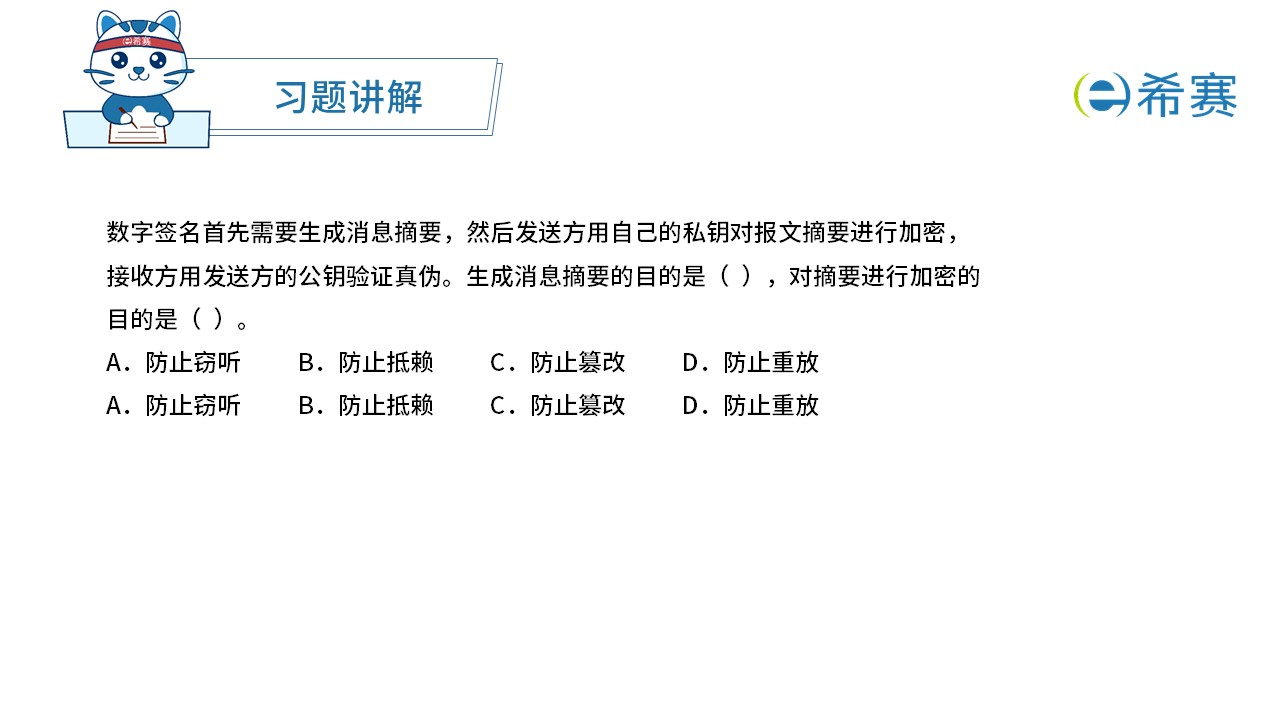 希赛
习题讲解
希赛
数字签名首先需要生成消息摘要，然后发送方用自己的私钥对报文摘要进行加密，
接收方用发送方的公钥验证真伪。生成消息摘要的目的是（ ），对摘要进行加密的
目的是（ ）。
A．防止窃听 B．防止抵赖 C．防止篡改 D．防止重放
A．防止窃听 B．防止抵赖 C．防止篡改 D．防止重放